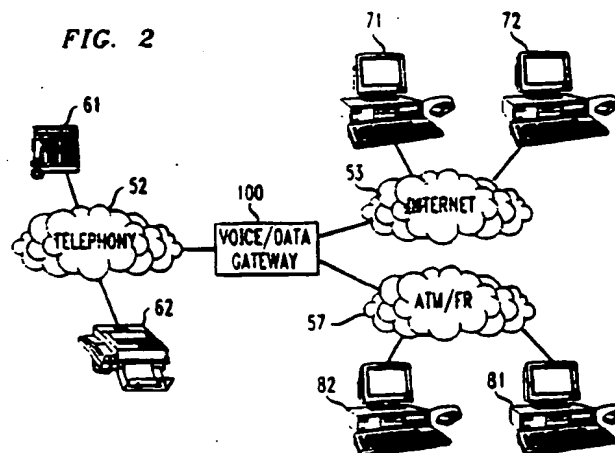 FIG. 2
61
52
TELEPHONY
62
100
VOICE/DATA
GATEWAY
71
72
53
INTERNET
ATM/FR
57
82
81